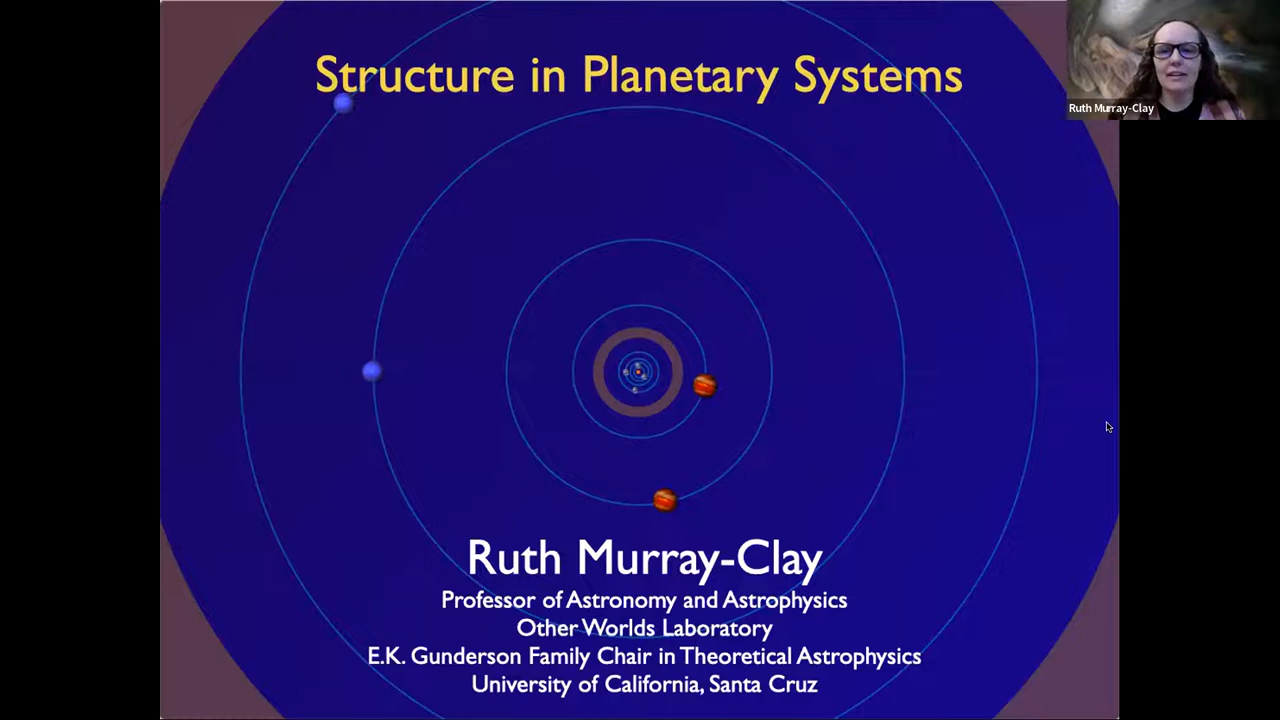 Structure in Planetary Systems
Ruth Murray-Clay
Ruth Murray-Clay
Professor of Astronomy and Astrophysics
Other Worlds Laboratory
E.K. Gunderson Family Chair in Theoretical Astrophysics
University of California, Santa Cruz